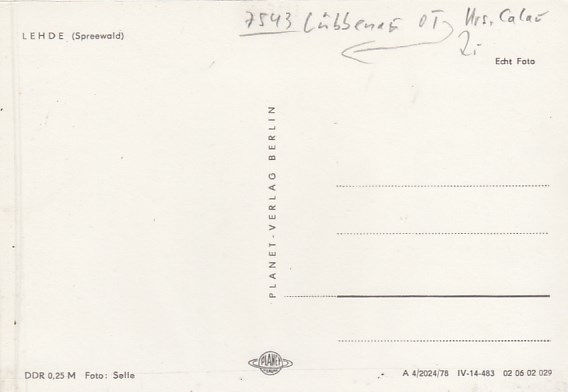 7543 Lübbenau OT
Krs. Calau
LEHDE (Spreewald)
Echt Foto
PLANET-VERLAG BERLIN
PLANET
DDR 0,25 M Foto: Selle
A 4/2024/78 IV-14-483 02 06 02 029